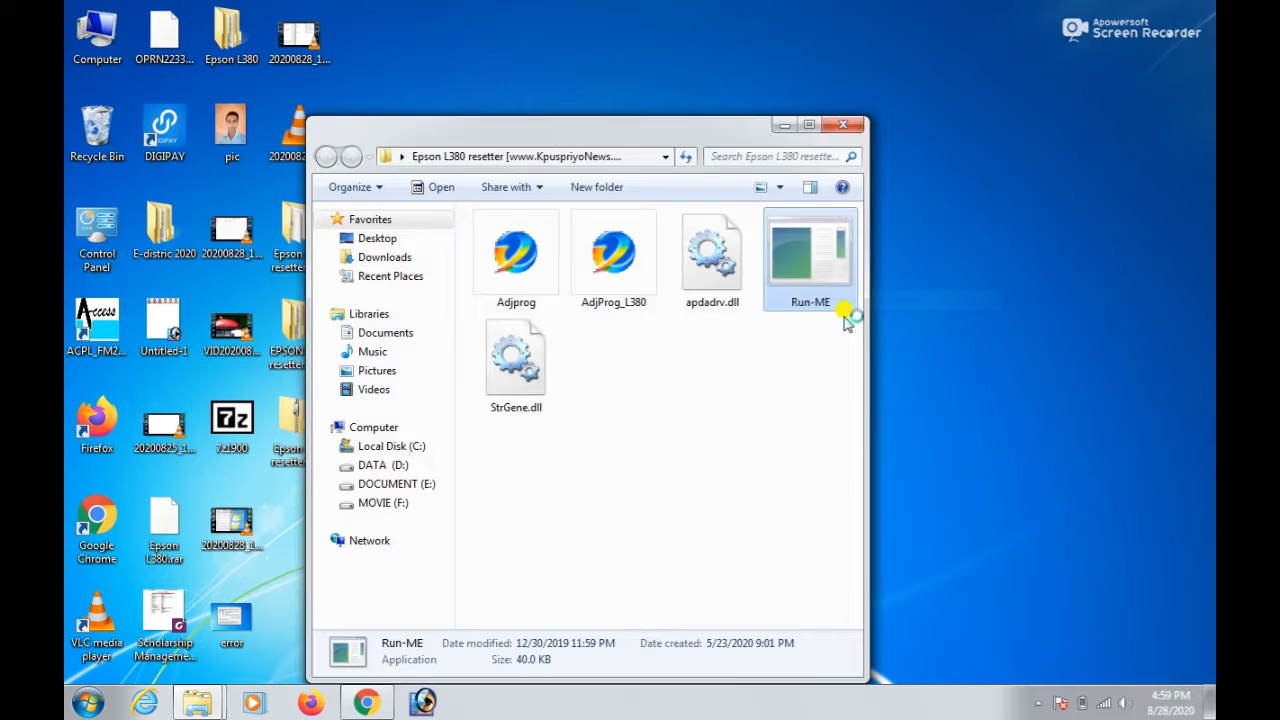 Apowersoft
Screen Recorder
Computer
OPRN2233...
Epson L380
20200828_1...
Recycle Bin
DIGIPAY
pic
Control
Panel
E-distric 2020
20200828_1...
Epson
ACPL_FM2...
Untitled-1
VID202008...
EPSON
resetter
Firefox
20200825_1...
7z1900
Epson
Google
Chrome
Epson
L380.rar
20200828_1...
VLC media
player
Scholarship
Manageme...
error
Epson L380 resetter [www.KpuspriyoNews....
Search Epson L380 resette...
Organize
Open
Share with
New folder
Favorites
Desktop
Downloads
Recent Places
Libraries
Documents
Music
Pictures
Videos
Computer
Local Disk (C:)
DATA (D:)
DOCUMENT (E:)
MOVIE (F:)
Network
Adjprog
AdjProg_L380
apdadrv.dll
Run-ME
StrGene.dll
Run-ME Date modified: 12/30/2019 11:59 PM Date created: 5/23/2020 9:01 PM
Application Size: 40.0 KB
4:59 PM
8/28/2020